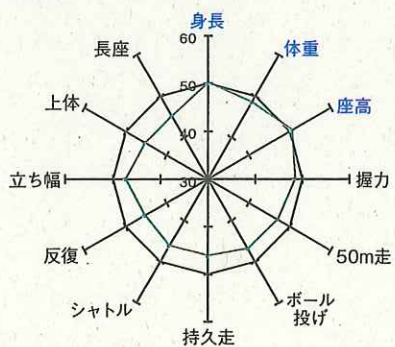 60
身長
体重
座高
握力
50m走
ボール
投げ
持久走
シャトル
反復
立ち幅
上体
長座
50
40
30